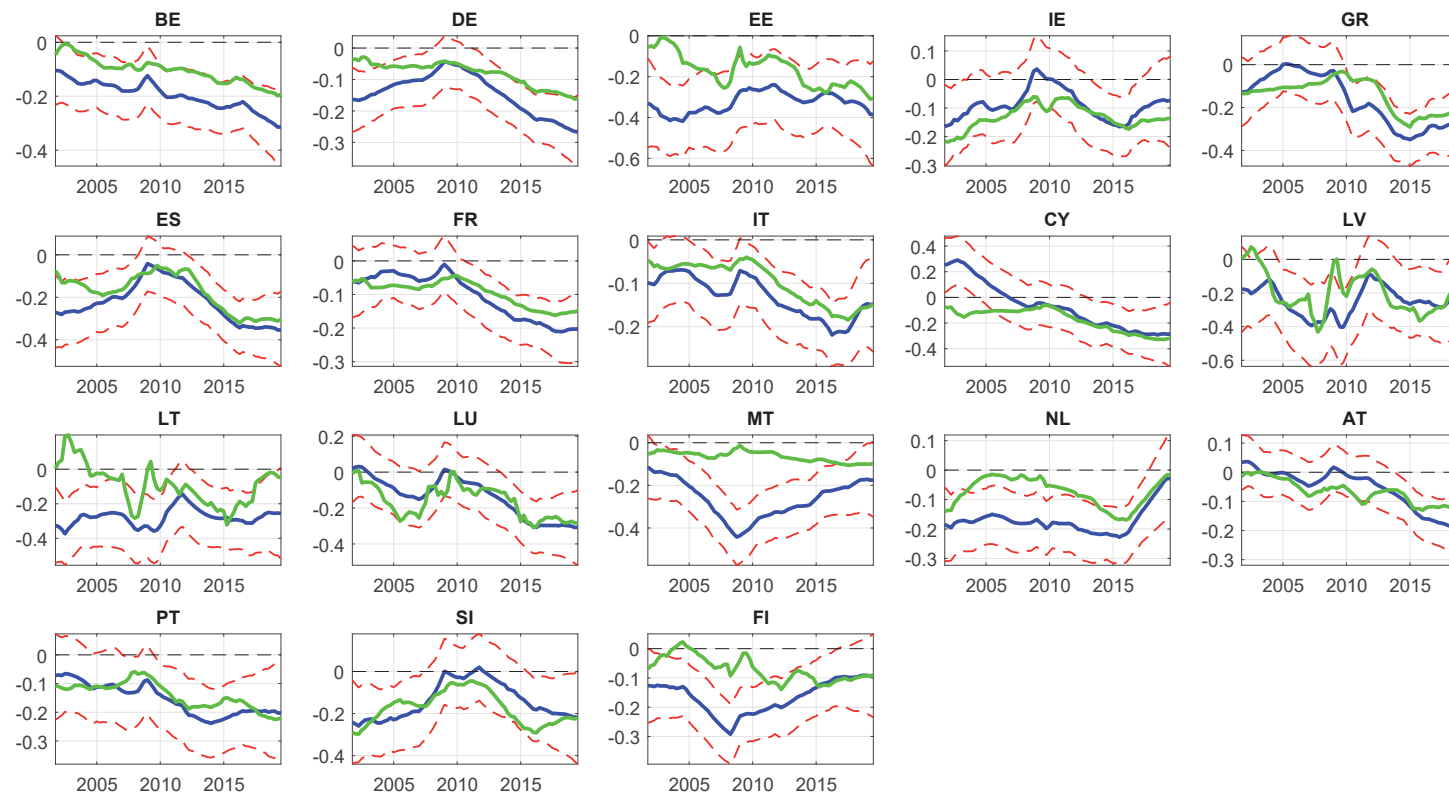 BE DE EE IE GR
0 0 0 0.1 0
-0.2 -0.1 -0.2 0 -0.2
-0.4 -0.2 -0.4 -0.1 -0.4
-0.3 -0.6 -0.2
-0.3
2005 2010 2015 2005 2010 2015 2005 2010 2015 2005 2010 2015 2005 2010 2015
ES FR IT CY LV
0 0 0 0.4 0
-0.2 -0.1 -0.1 0.2 -0.2
-0.4 -0.2 -0.2 0 -0.4
-0.3 -0.2 -0.6
-0.4
2005 2010 2015 2005 2010 2015 2005 2010 2015 2005 2010 2015 2005 2010 2015
LT LU MT NL AT
0 0.2 0 0.1 0.1
-0.2 0 -0.2 0 0
-0.4 -0.2 -0.4 -0.1 -0.1
-0.4 -0.2 -0.2
-0.3 -0.3
2005 2010 2015 2005 2010 2015 2005 2010 2015 2005 2010 2015 2005 2010 2015
PT SI FI
0 0 0
-0.1 -0.2 -0.1
-0.2 -0.4 -0.2
-0.3 -0.3
2005 2010 2015 2005 2010 2015 2005 2010 2015